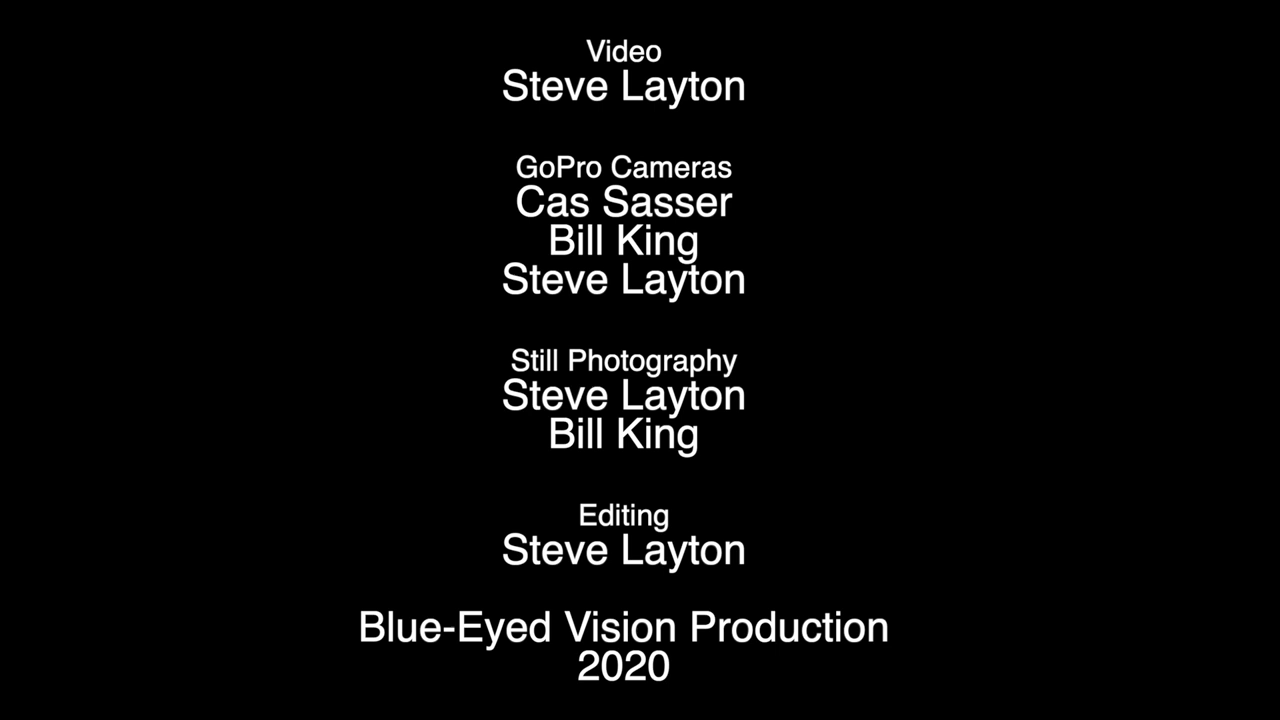 Video
Steve Layton
GoPro Cameras
Cas Sasser
Bill King
Steve Layton
Still Photography
Steve Layton
Bill King
Editing
Steve Layton
Blue-Eyed Vision Production
2020